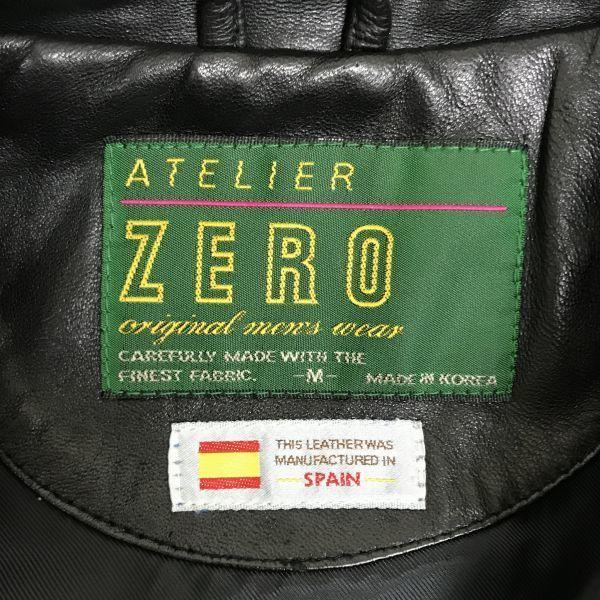 ATELIER
ZERO
original men's wear
CAREFULLY MADE WITH THE
FINEST FABRIC. -M- MADE IN KOREA
THIS LEATHER WAS
MANUFACTURED IN
SPAIN